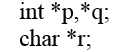 int *p,*q;
char *r;